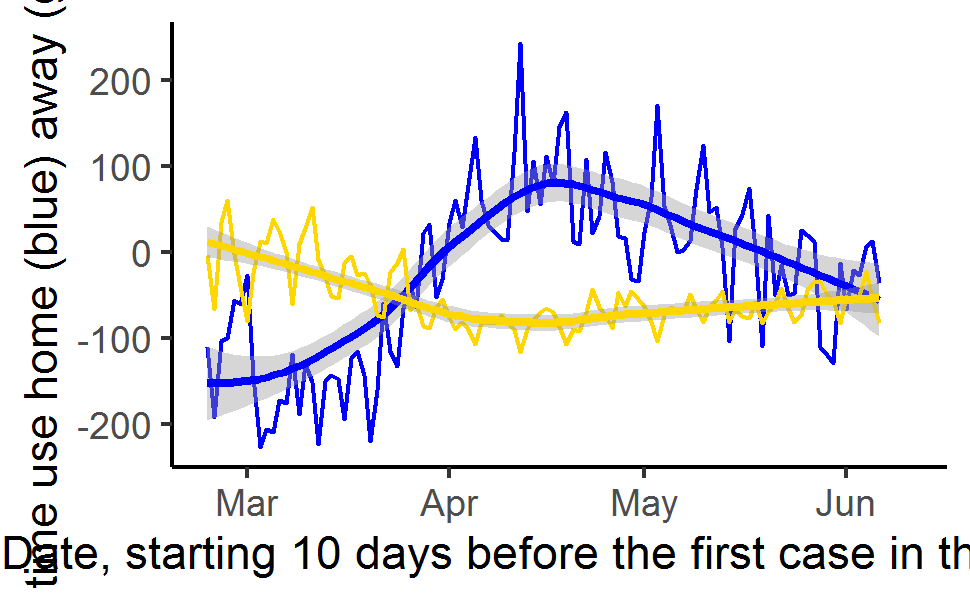 time use home (blue) away (
200
100
0
-100
-200
Mar Apr May Jun
Date, starting 10 days before the first case in th